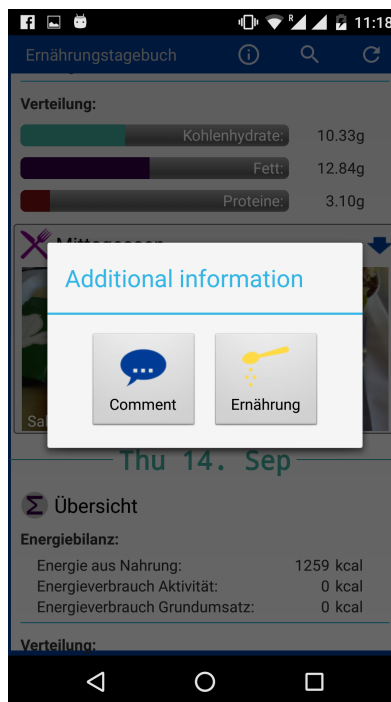 11:18
Ernährungstagebuch
Verteilung:
Kohlenhydrate: 10.33g
Fett: 12.84g
Proteine: 3.10g
Mittagessen
Additional information
Comment
Ernährung
Thu 14. Sep
Übersicht
Energiebilanz:
Energie aus Nahrung: 1259 kcal
Energieverbrauch Aktivität: 0 kcal
Energieverbrauch Grundumsatz: 0 kcal
Verteilung: